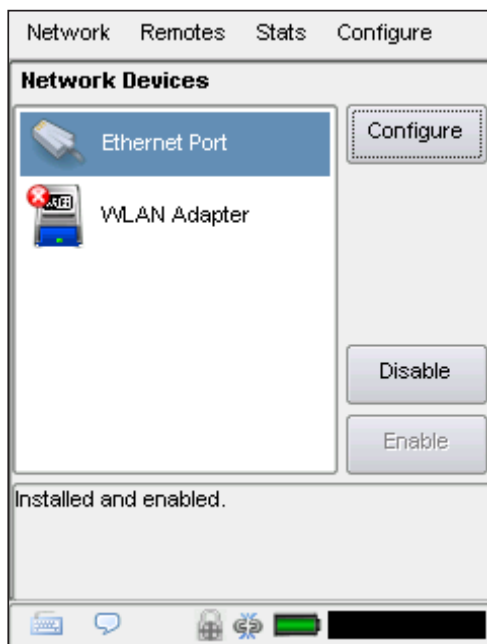 Network Remotes Stats Configure
Network Devices
Ethernet Port
Configure
WLAN Adapter
Disable
Enable
Installed and enabled.